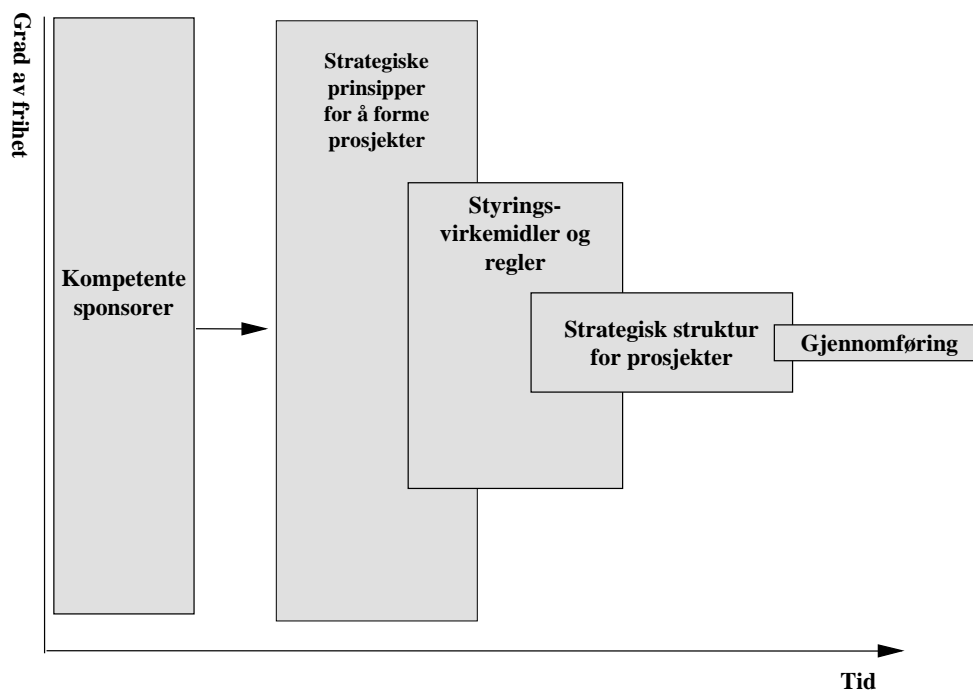 Grad av frihet
Kompetente
sponsorer
Strategiske
prinsipper
for å forme
prosjekter
Styrings-
virkemidler og
regler
Strategisk struktur
for prosjekter
Gjennomføring
Tid